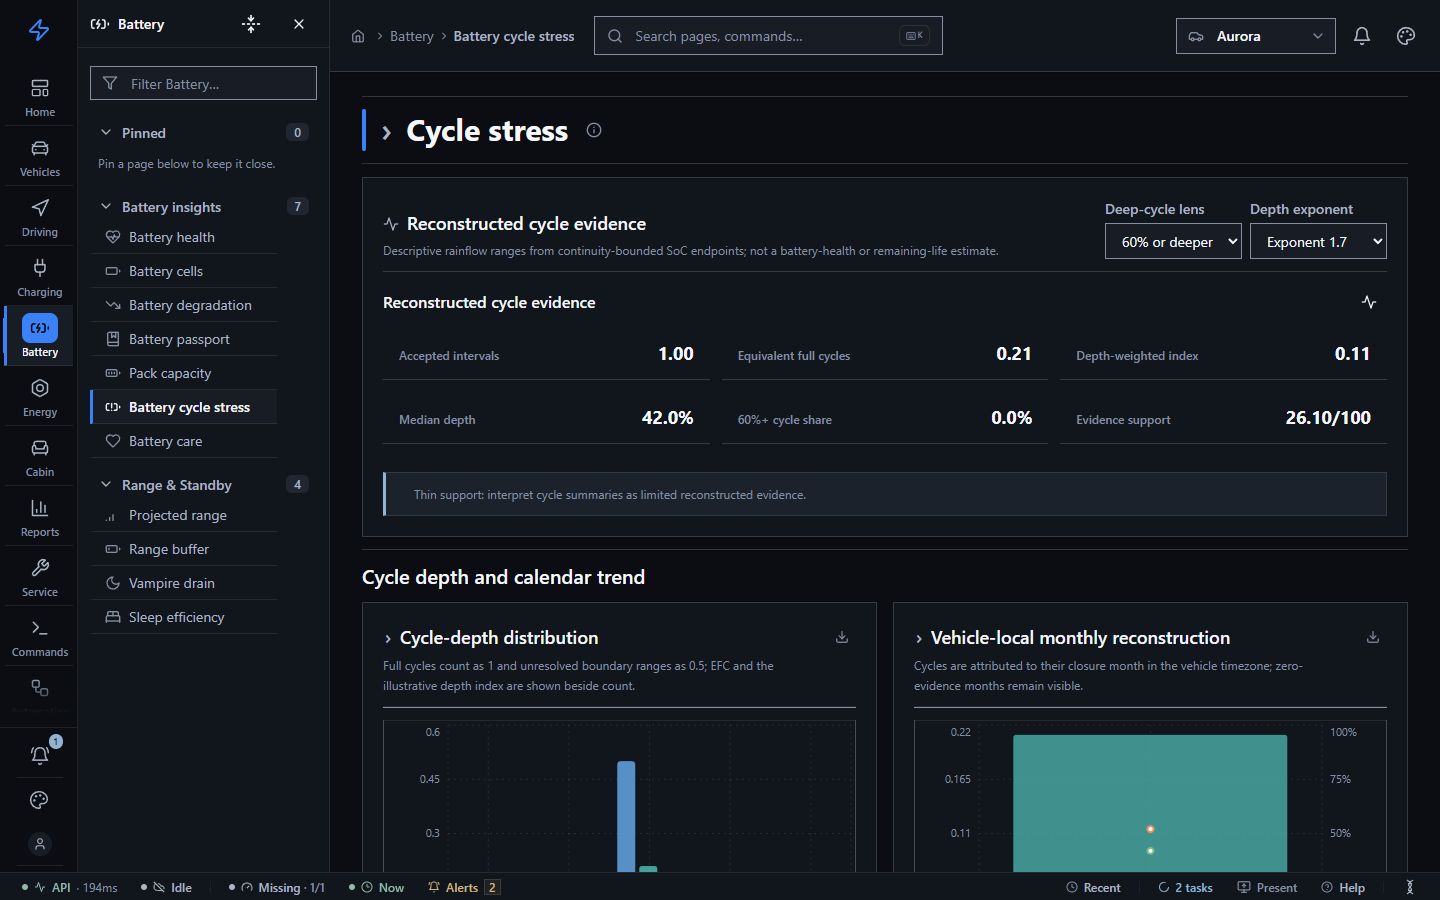 Battery
Battery
Battery cycle stress
Search pages, commands...
K
Aurora
Home
Vehicles
Driving
Charging
Battery
Energy
Cabin
Reports
Service
Commands
1
Filter Battery...
Pinned
0
Pin a page below to keep it close.
Battery insights
7
Battery health
Battery cells
Battery degradation
Battery passport
Pack capacity
Battery cycle stress
Battery care
Range & Standby
4
Projected range
Range buffer
Vampire drain
Sleep efficiency
Cycle stress
Reconstructed cycle evidence
Descriptive rainflow ranges from continuity-bounded SoC endpoints; not a battery-health or remaining-life estimate.
Deep-cycle lens
60% or deeper
Depth exponent
Exponent 1.7
Reconstructed cycle evidence
Accepted intervals
1.00
Equivalent full cycles
0.21
Depth-weighted index
0.11
Median depth
42.0%
60%+ cycle share
0.0%
Evidence support
26.10/100
Thin support: interpret cycle summaries as limited reconstructed evidence.
Cycle depth and calendar trend
Cycle-depth distribution
Full cycles count as 1 and unresolved boundary ranges as 0.5; EFC and the
illustrative depth index are shown beside count.
0.6
0.45
0.3
Vehicle-local monthly reconstruction
Cycles are attributed to their closure month in the vehicle timezone; zero-
evidence months remain visible.
0.22
0.165
0.11
100%
75%
50%
API · 194ms
Idle
Missing · 1/1
Now
Alerts 2
Recent
2 tasks
Present
Help